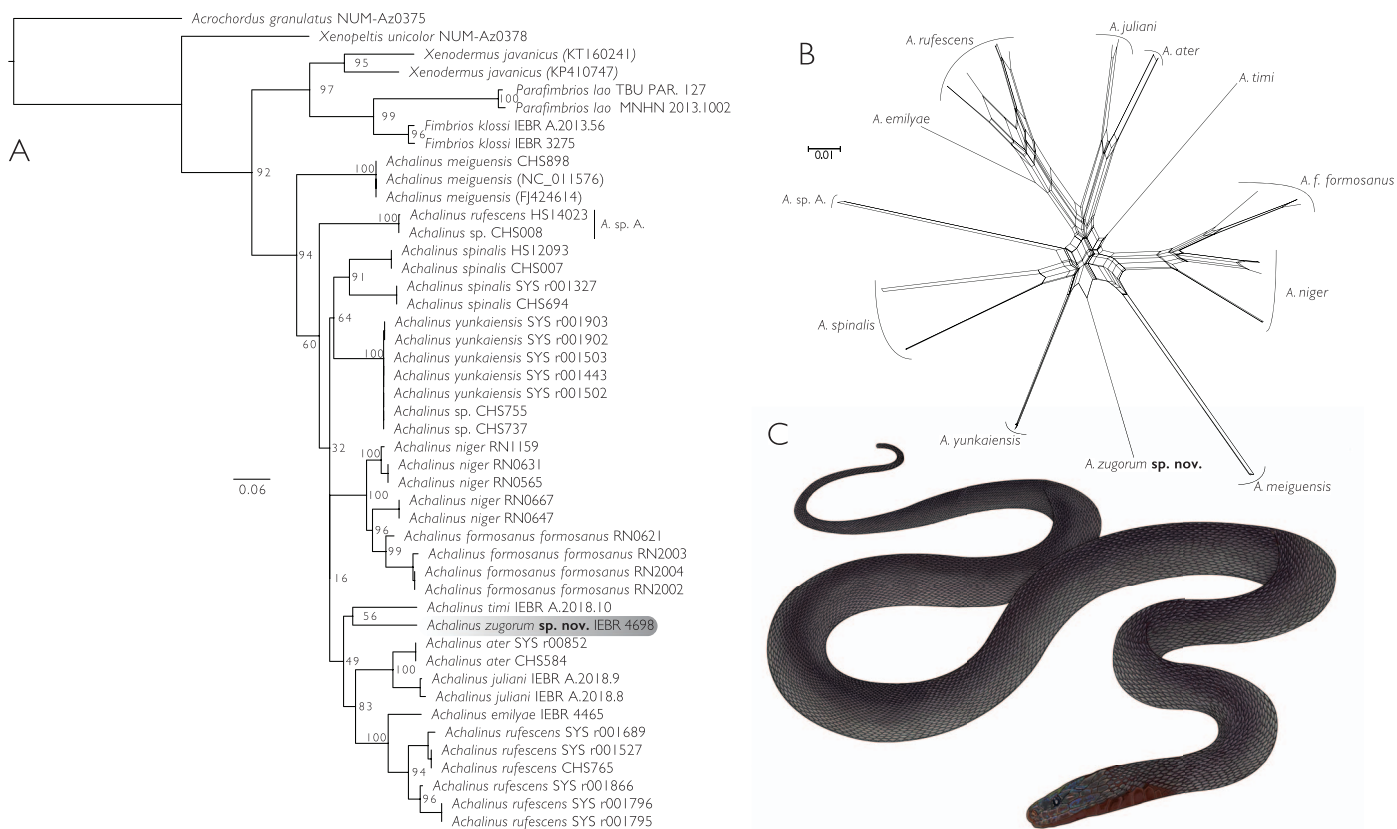 Acrochordus granulatus NUM-Az0375
Xenopeltis unicolor NUM-Az0378
Xenodermus javanicus (KT160241)
95
Xenodermus javanicus (KP410747)
97
Parafimbrios lao TBU PAR. 127
100
Parafimbrios lao MNHN 2013.1002
99
Fimbrios klossi IEBR A.2013.56
96
Fimbrios klossi IEBR 3275
A
Achalinus meiguensis CHS898
92
100
Achalinus meiguensis (NC_011576)
Achalinus meiguensis (FJ424614)
Achalinus rufescens HS14023
100
A. sp. A.
Achalinus sp. CHS008
Achalinus spinalis HS12093
94
Achalinus spinalis CHS007
91
Achalinus spinalis SYS r001327
Achalinus spinalis CHS694
64
Achalinus yunkaiensis SYS r001903
Achalinus yunkaiensis SYS r001902
60
100
Achalinus yunkaiensis SYS r001503
Achalinus yunkaiensis SYS r001443
Achalinus yunkaiensis SYS r001502
Achalinus sp. CHS755
Achalinus sp. CHS737
Achalinus niger RN1159
32
100
Achalinus niger RN0631
Achalinus niger RN0565
0.06
100
Achalinus niger RN0667
Achalinus niger RN0647
96
Achalinus formosanus formosanus RN0621
99
Achalinus formosanus formosanus RN2003
Achalinus formosanus formosanus RN2004
16
Achalinus formosanus formosanus RN2002
Achalinus timi IEBR A.2018.10
56
Achalinus zugorum sp. nov. IEBR 4698
Achalinus ater SYS r00852
49
Achalinus ater CHS584
100
Achalinus juliani IEBR A.2018.9
Achalinus juliani IEBR A.2018.8
83
Achalinus emilyae IEBR 4465
Achalinus rufescens SYS r001689
100
Achalinus rufescens SYS r001527
Achalinus rufescens CHS765
94
Achalinus rufescens SYS r001866
96
Achalinus rufescens SYS r001796
Achalinus rufescens SYS r001795
B
A. rufescens
A. juliani
A. ater
A. timi
A. emilyae
0.01
A. f. formosanus
A. sp. A.
A. niger
A. spinalis
A. yunkaiensis
A. zugorum sp. nov.
A. meiguensis
C